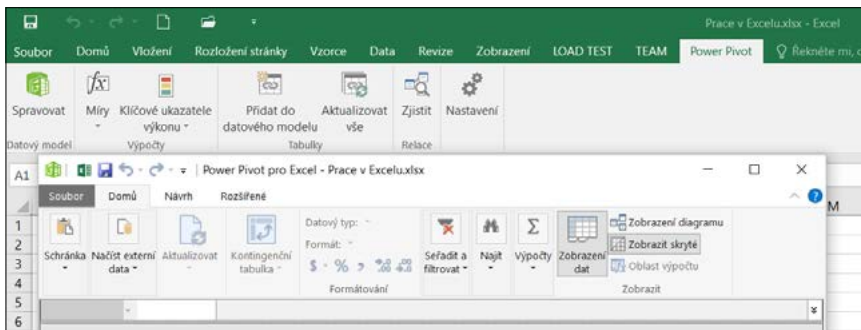 Prace v Excelu.xlsx - Excel
Soubor Domů Vložení Rozložení stránky Vzorce Data Revize Zobrazení LOAD TEST TEAM Power Pivot Řekněte mi,
Spravovat Míry Klíčové ukazatele výkonu Přidat do datového modelu Aktualizovat vše Zjistit Nastavení
Datový model Výpočty Tabulky Relace
A1
Power Pivot pro Excel - Prace v Excelu.xlsx
Soubor Domů Návrh Rozšířené
M
1
2
3
4
5
6
Schránka Načíst externí data Aktualizovat Kontingenční tabulka
Datový typ:
Formát:
$ %
Formátování
Seřadit a filtrovat Najít Výpočty Zobrazení dat
Zobrazení diagramu
Zobrazit skryté
Oblast výpočtu
Zobrazit